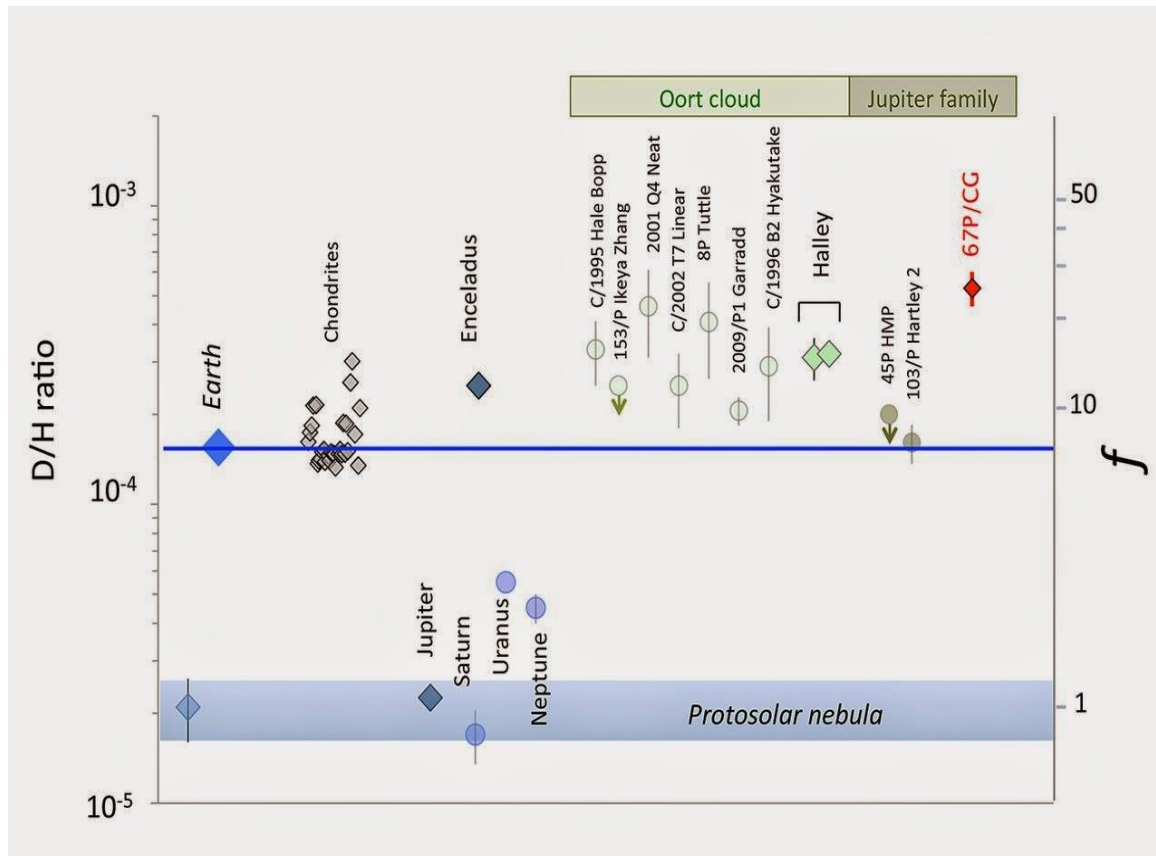 Oort cloud
Jupiter family
C/1995 Hale Bopp
153/P Ikeya Zhang
2001 Q4 Neat
C/2002 T7 Linear
8P Tuttle
2009/P1 Garradd
C/1996 B2 Hyakutake
Halley
45P HMP
103/P Hartley 2
67P/CG
Earth
Chondrites
Enceladus
Jupiter
Saturn
Uranus
Neptune
Protosolar nebula
D/H ratio
10-3
10-4
10-5
50
10
1
f